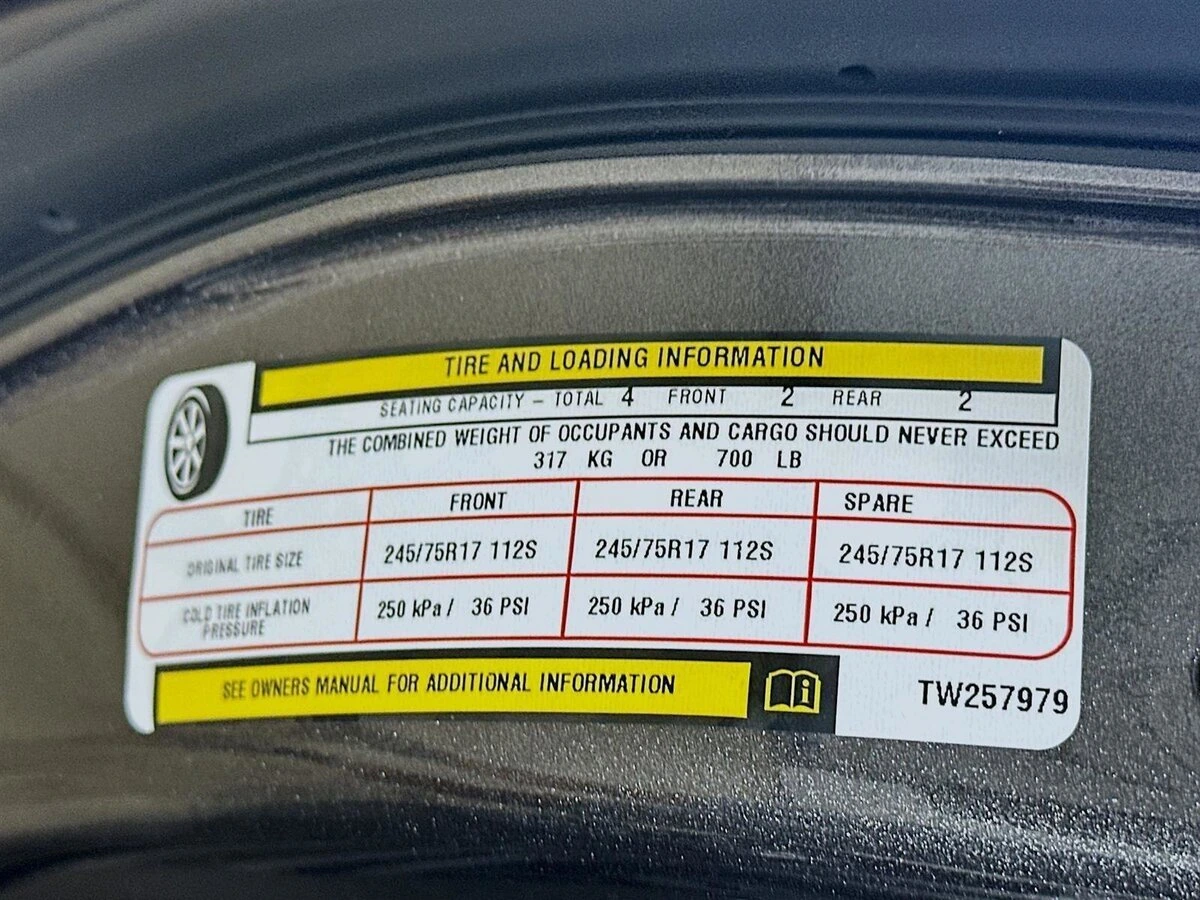 TIRE AND LOADING INFORMATION
SEATING CAPACITY – TOTAL 4 FRONT 2 REAR 2
THE COMBINED WEIGHT OF OCCUPANTS AND CARGO SHOULD NEVER EXCEED
317 KG OR 700 LB
TIRE FRONT REAR SPARE
ORIGINAL TIRE SIZE 245/75R17 112S 245/75R17 112S 245/75R17 112S
COLD TIRE INFLATION
PRESSURE 250 kPa / 36 PSI 250 kPa / 36 PSI 250 kPa / 36 PSI
SEE OWNERS MANUAL FOR ADDITIONAL INFORMATION
TW257979